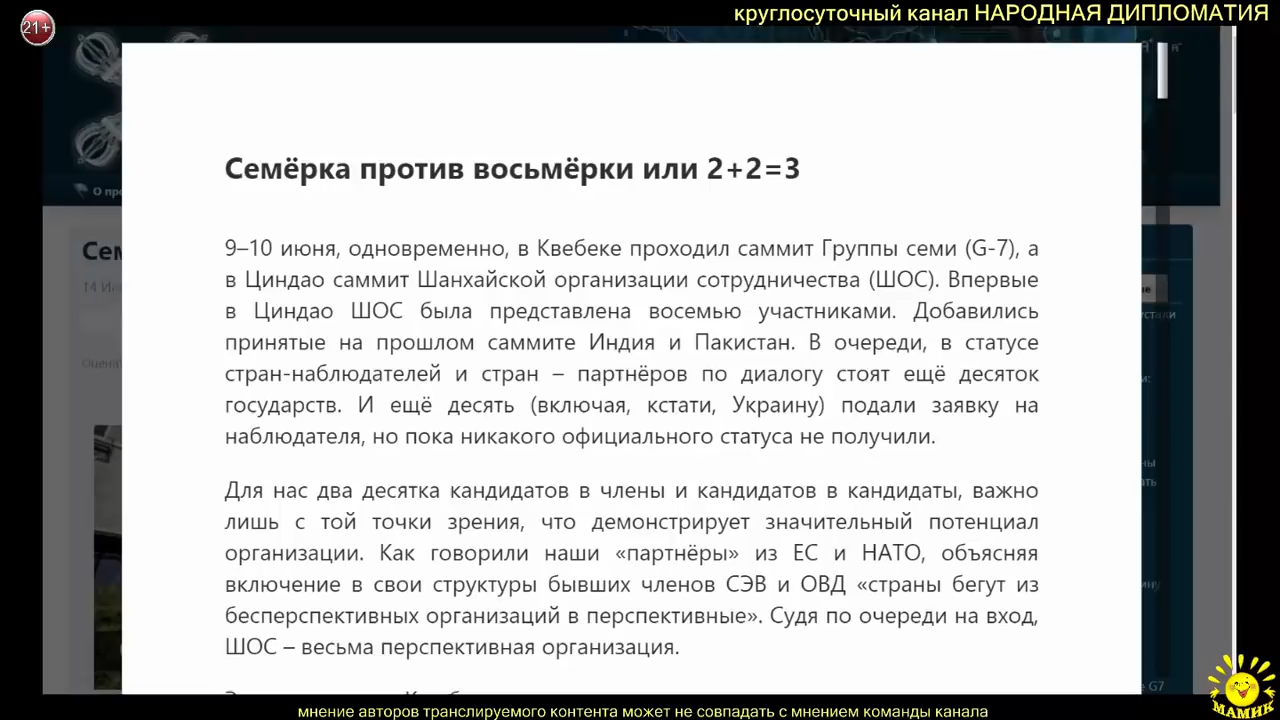 круглосуточный канал НАРОДНАЯ ДИПЛОМАТИЯ
21+
Семёрка против восьмёрки или 2+2=3
9–10 июня, одновременно, в Квебеке проходил саммит Группы семи (G-7), а
в Циндао саммит Шанхайской организации сотрудничества (ШОС). Впервые
в Циндао ШОС была представлена восемью участниками. Добавились
принятые на прошлом саммите Индия и Пакистан. В очереди, в статусе
стран-наблюдателей и стран – партнёров по диалогу стоят ещё десяток
государств. И ещё десять (включая, кстати, Украину) подали заявку на
наблюдателя, но пока никакого официального статуса не получили.
Для нас два десятка кандидатов в члены и кандидатов в кандидаты, важно
лишь с той точки зрения, что демонстрирует значительный потенциал
организации. Как говорили наши «партнёры» из ЕС и НАТО, объясняя
включение в свои структуры бывших членов СЭВ и ОВД «страны бегут из
бесперспективных организаций в перспективные». Судя по очереди на вход,
ШОС – весьма перспективная организация.
О пр
Сем
14 Ию
Оценит
е G7
МАМИК
мнение авторов транслируемого контента может не совпадать с мнением команды канала